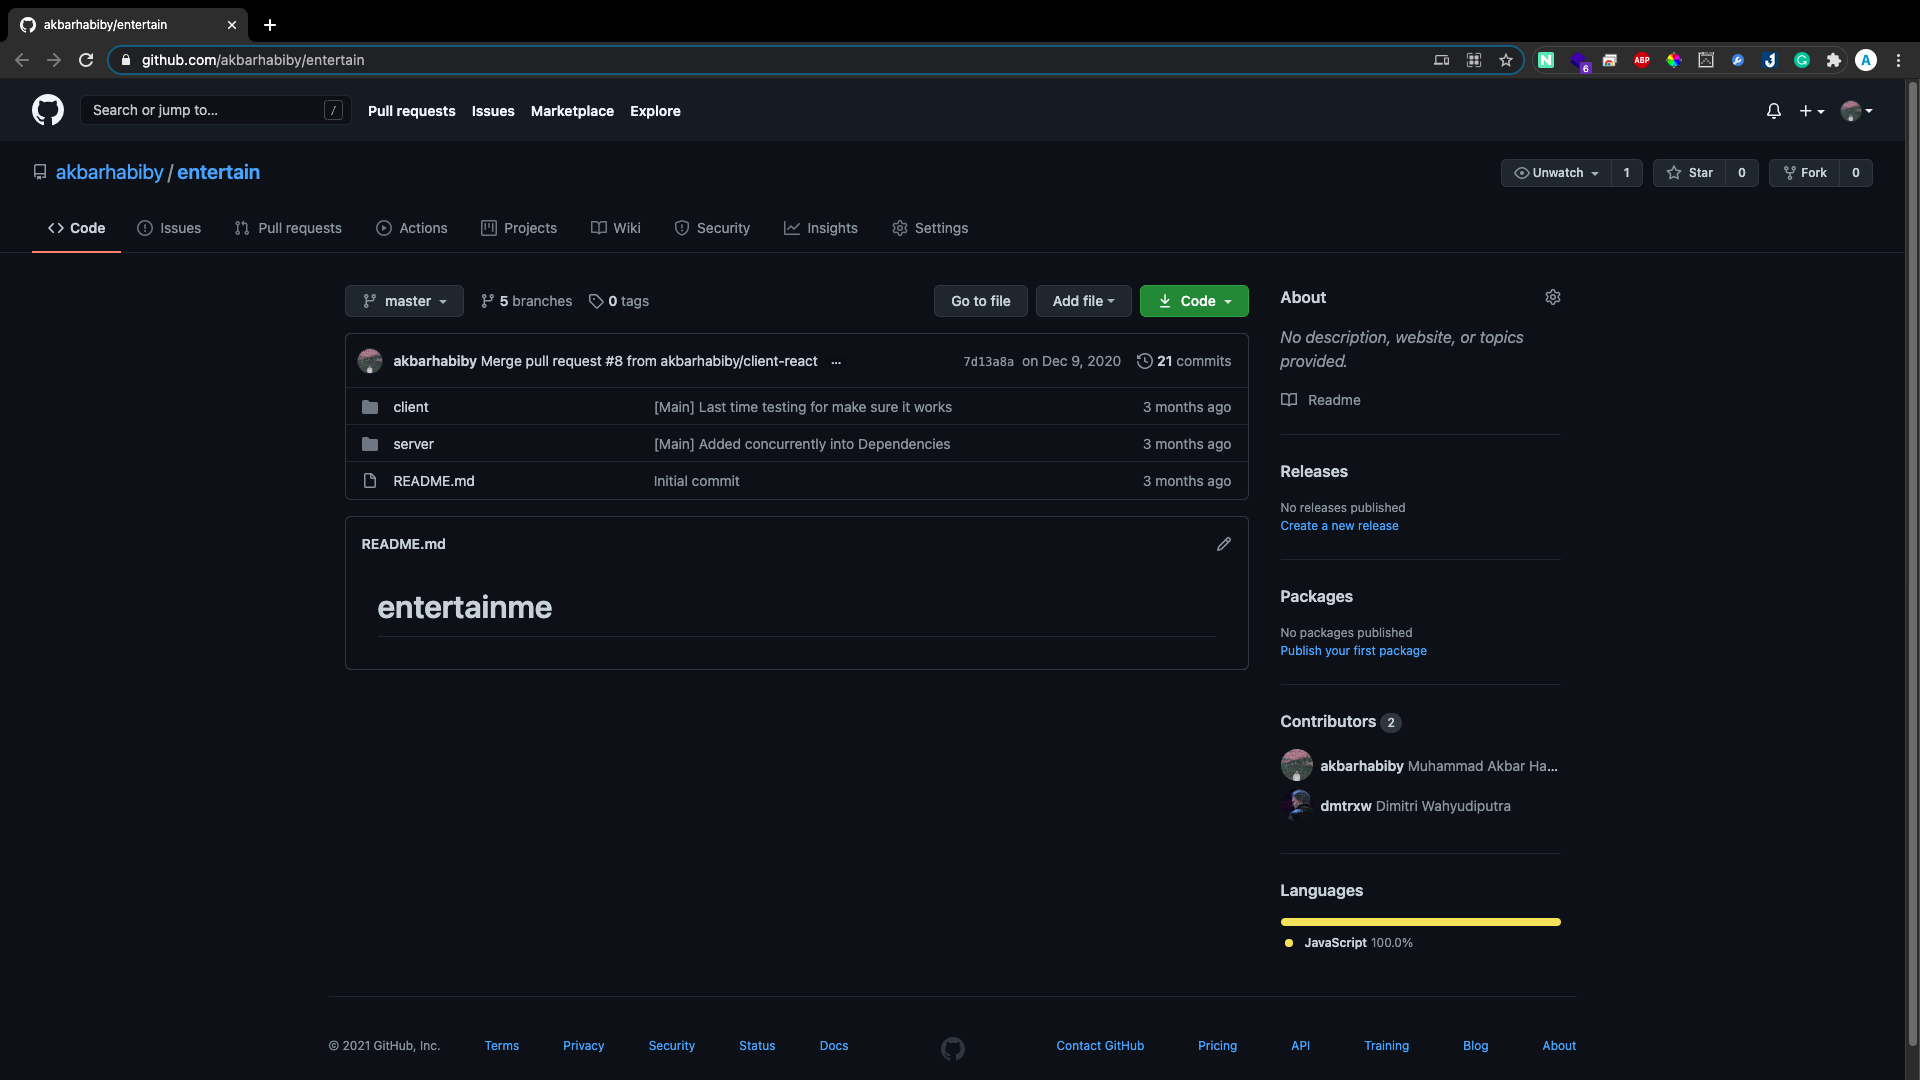 akbarhabiby/entertain
github.com/akbarhabiby/entertain
6
ABP
A
Search or jump to...
/
Pull requests
Issues
Marketplace
Explore
akbarhabiby / entertain
Unwatch
1
Star
0
Fork
0
Code
Issues
Pull requests
Actions
Projects
Wiki
Security
Insights
Settings
master
5 branches
0 tags
Go to file
Add file
Code
akbarhabiby Merge pull request #8 from akbarhabiby/client-react ...
7d13a8a on Dec 9, 2020
21 commits
client
[Main] Last time testing for make sure it works
3 months ago
server
[Main] Added concurrently into Dependencies
3 months ago
README.md
Initial commit
3 months ago
README.md
entertainme
About
No description, website, or topics
provided.
Readme
Releases
No releases published
Create a new release
Packages
No packages published
Publish your first package
Contributors 2
akbarhabiby Muhammad Akbar Ha...
dmtrxw Dimitri Wahyudiputra
Languages
JavaScript 100.0%
© 2021 GitHub, Inc.
Terms
Privacy
Security
Status
Docs
Contact GitHub
Pricing
API
Training
Blog
About